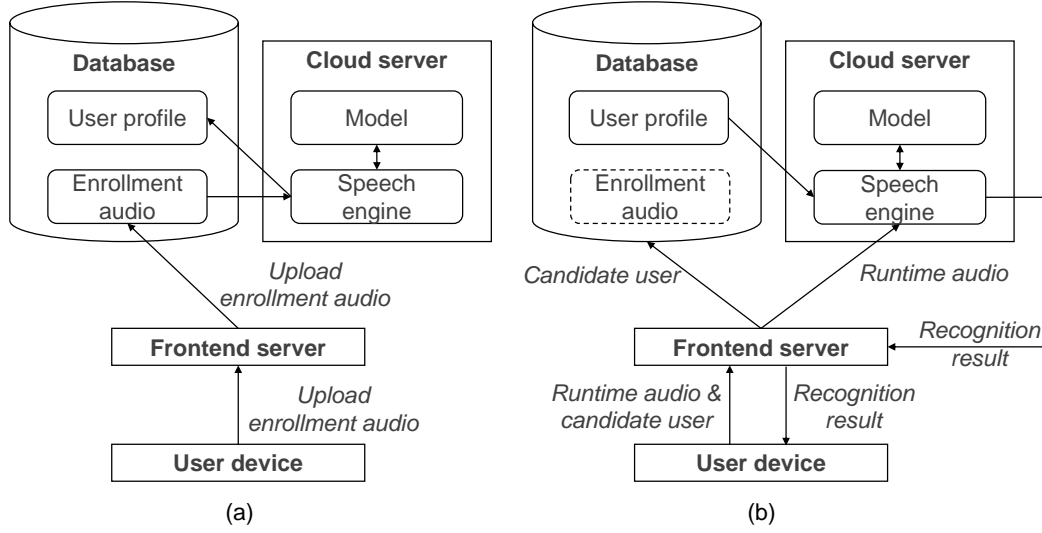 Database
Cloud server
User profile
Model
Enrollment
audio
Speech
engine
Upload
enrollment audio
Frontend server
Upload
enrollment audio
User device
(a)
Database
Cloud server
User profile
Model
Enrollment
audio
Speech
engine
Candidate user
Runtime audio
Frontend server
Recognition
result
Runtime audio &
candidate user
Recognition
result
User device
(b)